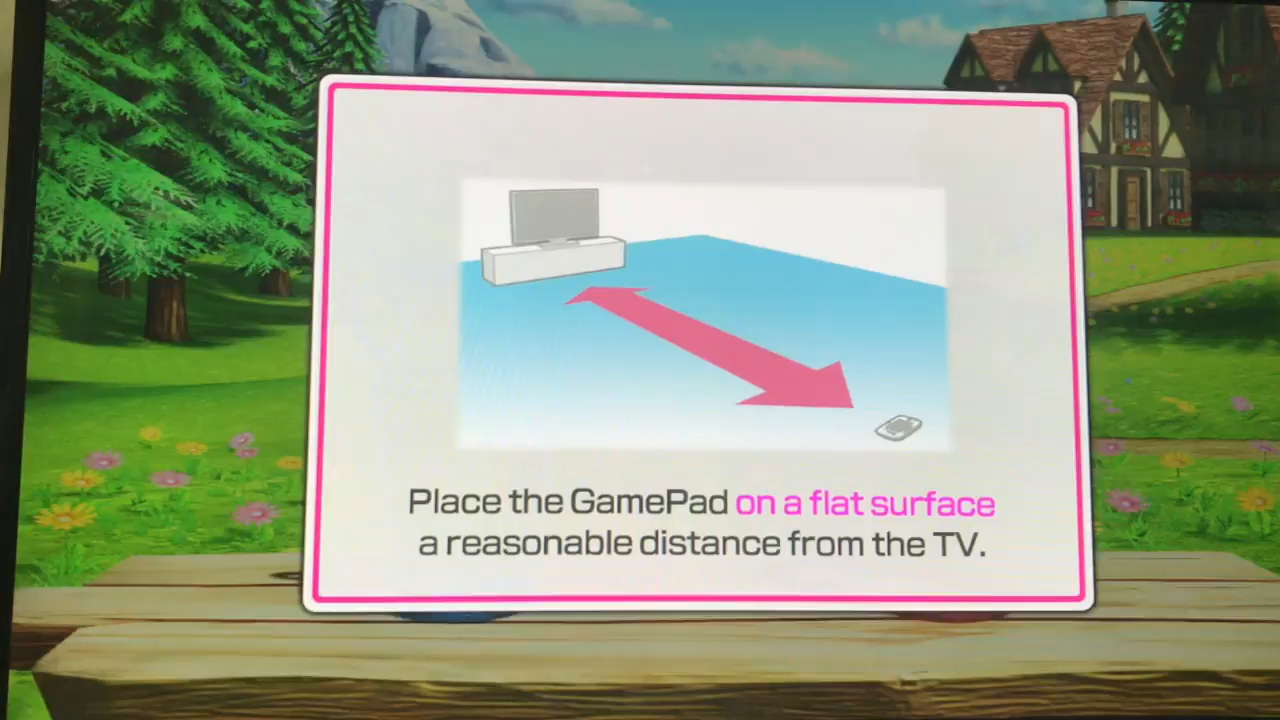 Place the GamePad on a flat surface
a reasonable distance from the TV.